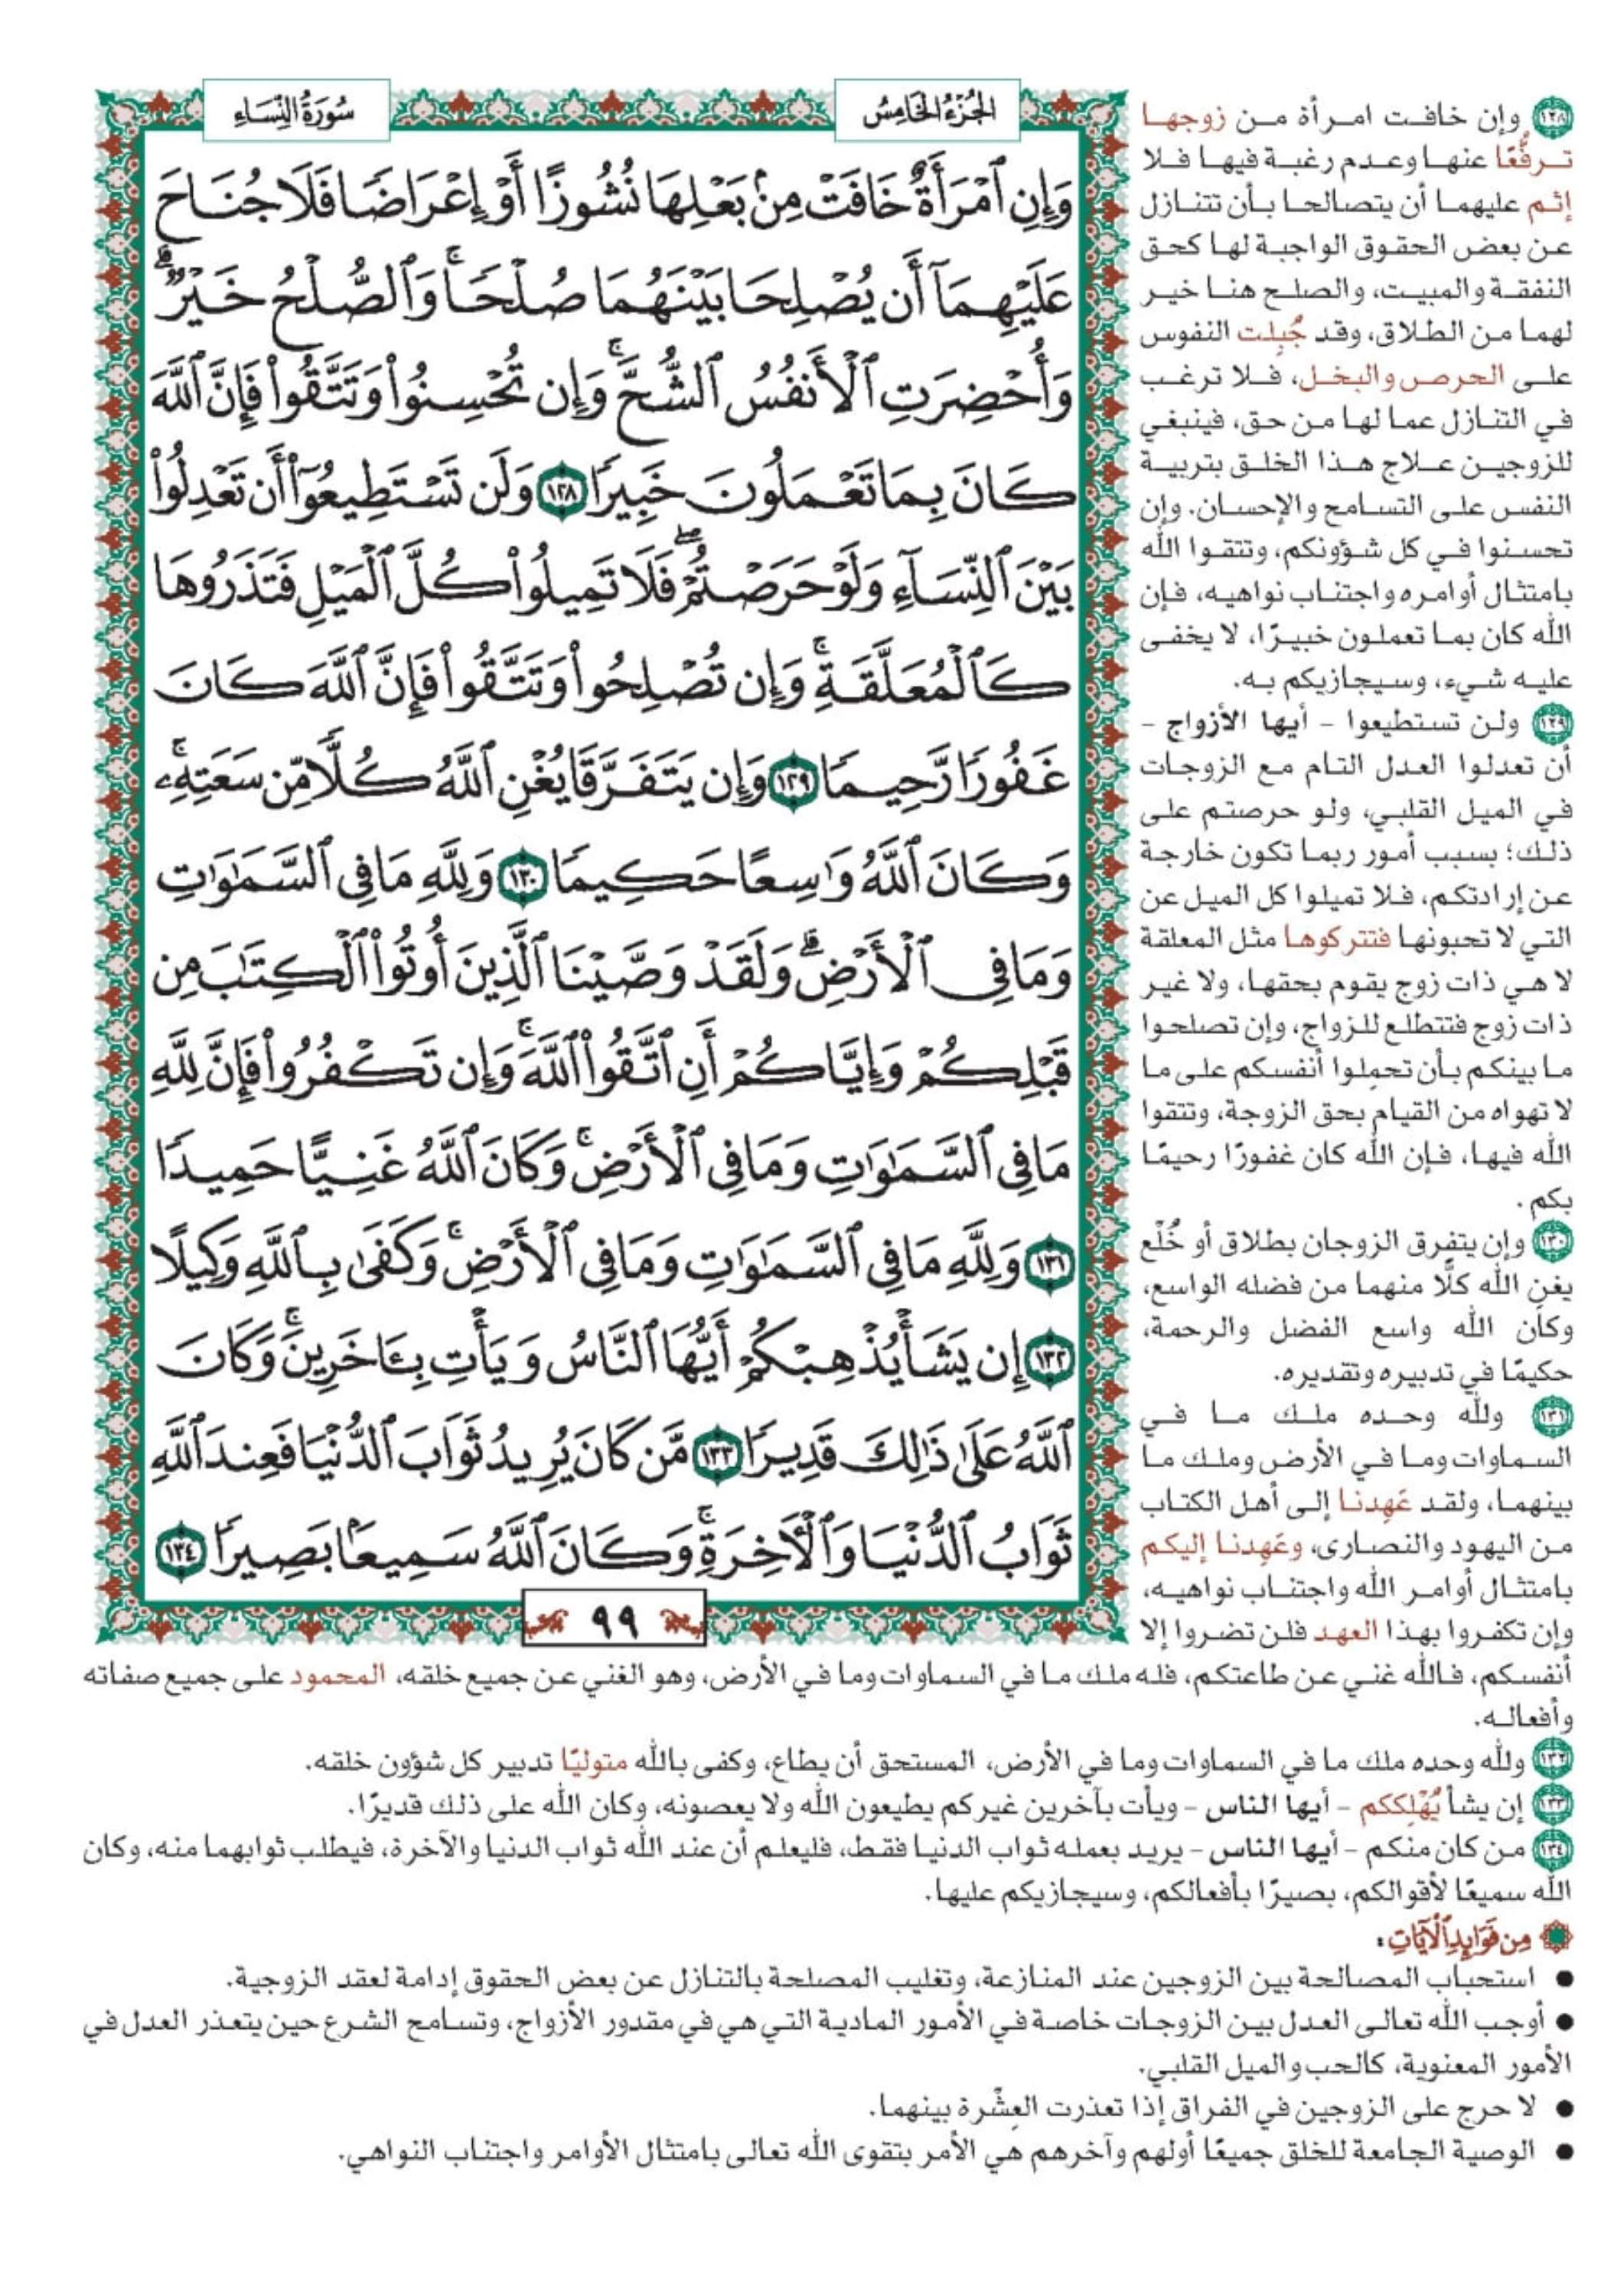 الجُزْءُ الخَامِسُ
سُورَةُ النِّسَاءِ
وَإِنِ ٱمْرَأَةٌ خَافَتْ مِنۢ بَعْلِهَا نُشُوزًا أَوْ إِعْرَاضٗا فَلَا جُنَاحَ
عَلَيْهِمَآ أَن يُصْلِحَا بَيْنَهُمَا صُلْحٗاۚ وَٱلصُّلْحُ خَيْرٞۗ
وَأُحْضِرَتِ ٱلْأَنفُسُ ٱلشُّحَّۚ وَإِن تُحْسِنُواْ وَتَتَّقُواْ فَإِنَّ ٱللَّهَ
كَانَ بِمَا تَعْمَلُونَ خَبِيرٗا ١٢٨ وَلَن تَسْتَطِيعُوٓاْ أَن تَعْدِلُواْ
بَيْنَ ٱلنِّسَآءِ وَلَوْ حَرَصْتُمْۖ فَلَا تَمِيلُواْ كُلَّ ٱلْمَيْلِ فَتَذَرُوهَا
كَٱلْمُعَلَّقَةِۚ وَإِن تُصْلِحُواْ وَتَتَّقُواْ فَإِنَّ ٱللَّهَ كَانَ
غَفُورٗا رَّحِيمٗا ١٢٩ وَإِن يَتَفَرَّقَا يُغْنِ ٱللَّهُ كُلّٗا مِّن سَعَتِهِۦۚ
وَكَانَ ٱللَّهُ وَٰسِعًا حَكِيمٗا ١٣٠ وَلِلَّهِ مَا فِي ٱلسَّمَٰوَٰتِ
وَمَا فِي ٱلْأَرْضِۗ وَلَقَدْ وَصَّيْنَا ٱلَّذِينَ أُوتُواْ ٱلْكِتَٰبَ مِن
قَبْلِكُمْ وَإِيَّاكُمْ أَنِ ٱتَّقُواْ ٱللَّهَۚ وَإِن تَكْفُرُواْ فَإِنَّ لِلَّهِ
مَا فِي ٱلسَّمَٰوَٰتِ وَمَا فِي ٱلْأَرْضِۚ وَكَانَ ٱللَّهُ غَنِيًّا حَمِيدٗا
١٣١ وَلِلَّهِ مَا فِي ٱلسَّمَٰوَٰتِ وَمَا فِي ٱلْأَرْضِۚ وَكَفَىٰ بِٱللَّهِ وَكِيلًا
١٣٢ إِن يَشَأْ يُذْهِبْكُمْ أَيُّهَا ٱلنَّاسُ وَيَأْتِ بِـَٔاخَرِينَۚ وَكَانَ
ٱللَّهُ عَلَىٰ ذَٰلِكَ قَدِيرٗا ١٣٣ مَّن كَانَ يُرِيدُ ثَوَابَ ٱلدُّنْيَا فَعِندَ ٱللَّهِ
ثَوَابُ ٱلدُّنْيَا وَٱلْأٓخِرَةِۚ وَكَانَ ٱللَّهُ سَمِيعَۢا بَصِيرٗا ١٣٤
٩٩
١٢٨ وإن خافت امرأة من زوجها
ترفُّعًا عنها وعدم رغبة فيها فلا
إثم عليهما أن يتصالحا بأن تتنازل
عن بعض الحقوق الواجبة لها كحق
النفقة والمبيت، والصلح هنا خير
لهما من الطلاق، وقد جُبِلت النفوس
على الحرص والبخل، فلا ترغب
في التنازل عما لها من حق، فينبغي
للزوجين علاج هذا الخلق بتربية
النفس على التسامح والإحسان. وإن
تحسنوا في كل شؤونكم، وتتقوا الله
بامتثال أوامره واجتناب نواهيه، فإن
الله كان بما تعملون خبيرًا، لا يخفى
عليه شيء، وسيجازيكم به.
١٢٩ ولن تستطيعوا - أيها الأزواج -
أن تعدلوا العدل التام مع الزوجات
في الميل القلبي، ولو حرصتم على
ذلك؛ بسبب أمور ربما تكون خارجة
عن إرادتكم، فلا تميلوا كل الميل عن
التي لا تحبونها فتتركوها مثل المعلقة
لا هي ذات زوج يقوم بحقها، ولا غير
ذات زوج فتتطلع للزواج، وإن تصلحوا
ما بينكم بأن تحمِلوا أنفسكم على ما
لا تهواه من القيام بحق الزوجة، وتتقوا
الله فيها، فإن الله كان غفورًا رحيمًا
بكم.
١٣٠ وإن يتفرق الزوجان بطلاق أو خُلْع
يغنِ الله كلًّا منهما من فضله الواسع،
وكان الله واسع الفضل والرحمة،
حكيمًا في تدبيره وتقديره.
١٣١ ولله وحده ملك ما في
السماوات وما في الأرض وملك ما
بينهما، ولقد عَهِدنا إلى أهل الكتاب
من اليهود والنصارى، وعَهِدنا إليكم
بامتثال أوامر الله واجتناب نواهيه،
وإن تكفروا بهذا العهد فلن تضروا إلا
أنفسكم، فالله غني عن طاعتكم، فله ملك ما في السماوات وما في الأرض، وهو الغني عن جميع خلقه، المحمود على جميع صفاته
وأفعاله.
١٣٢ ولله وحده ملك ما في السماوات وما في الأرض، المستحق أن يطاع، وكفى بالله متوليًا تدبير كل شؤون خلقه.
١٣٣ إن يشأ يُهْلِككم - أيها الناس - ويأت بآخرين غيركم يطيعون الله ولا يعصونه، وكان الله على ذلك قديرًا.
١٣٤ من كان منكم - أيها الناس - يريد بعمله ثواب الدنيا فقط، فليعلم أن عند الله ثواب الدنيا والآخرة، فيطلب ثوابهما منه، وكان
الله سميعًا لأقوالكم، بصيرًا بأفعالكم، وسيجازيكم عليها.
مِن فَوَائِدِ ٱلْآيَاتِ:
● استحباب المصالحة بين الزوجين عند المنازعة، وتغليب المصلحة بالتنازل عن بعض الحقوق إدامة لعقد الزوجية.
● أوجب الله تعالى العدل بين الزوجات خاصة في الأمور المادية التي هي في مقدور الأزواج، وتسامح الشرع حين يتعذر العدل في
الأمور المعنوية، كالحب والميل القلبي.
● لا حرج على الزوجين في الفراق إذا تعذرت العِشْرة بينهما.
● الوصية الجامعة للخلق جميعًا أولهم وآخرهم هي الأمر بتقوى الله تعالى بامتثال الأوامر واجتناب النواهي.